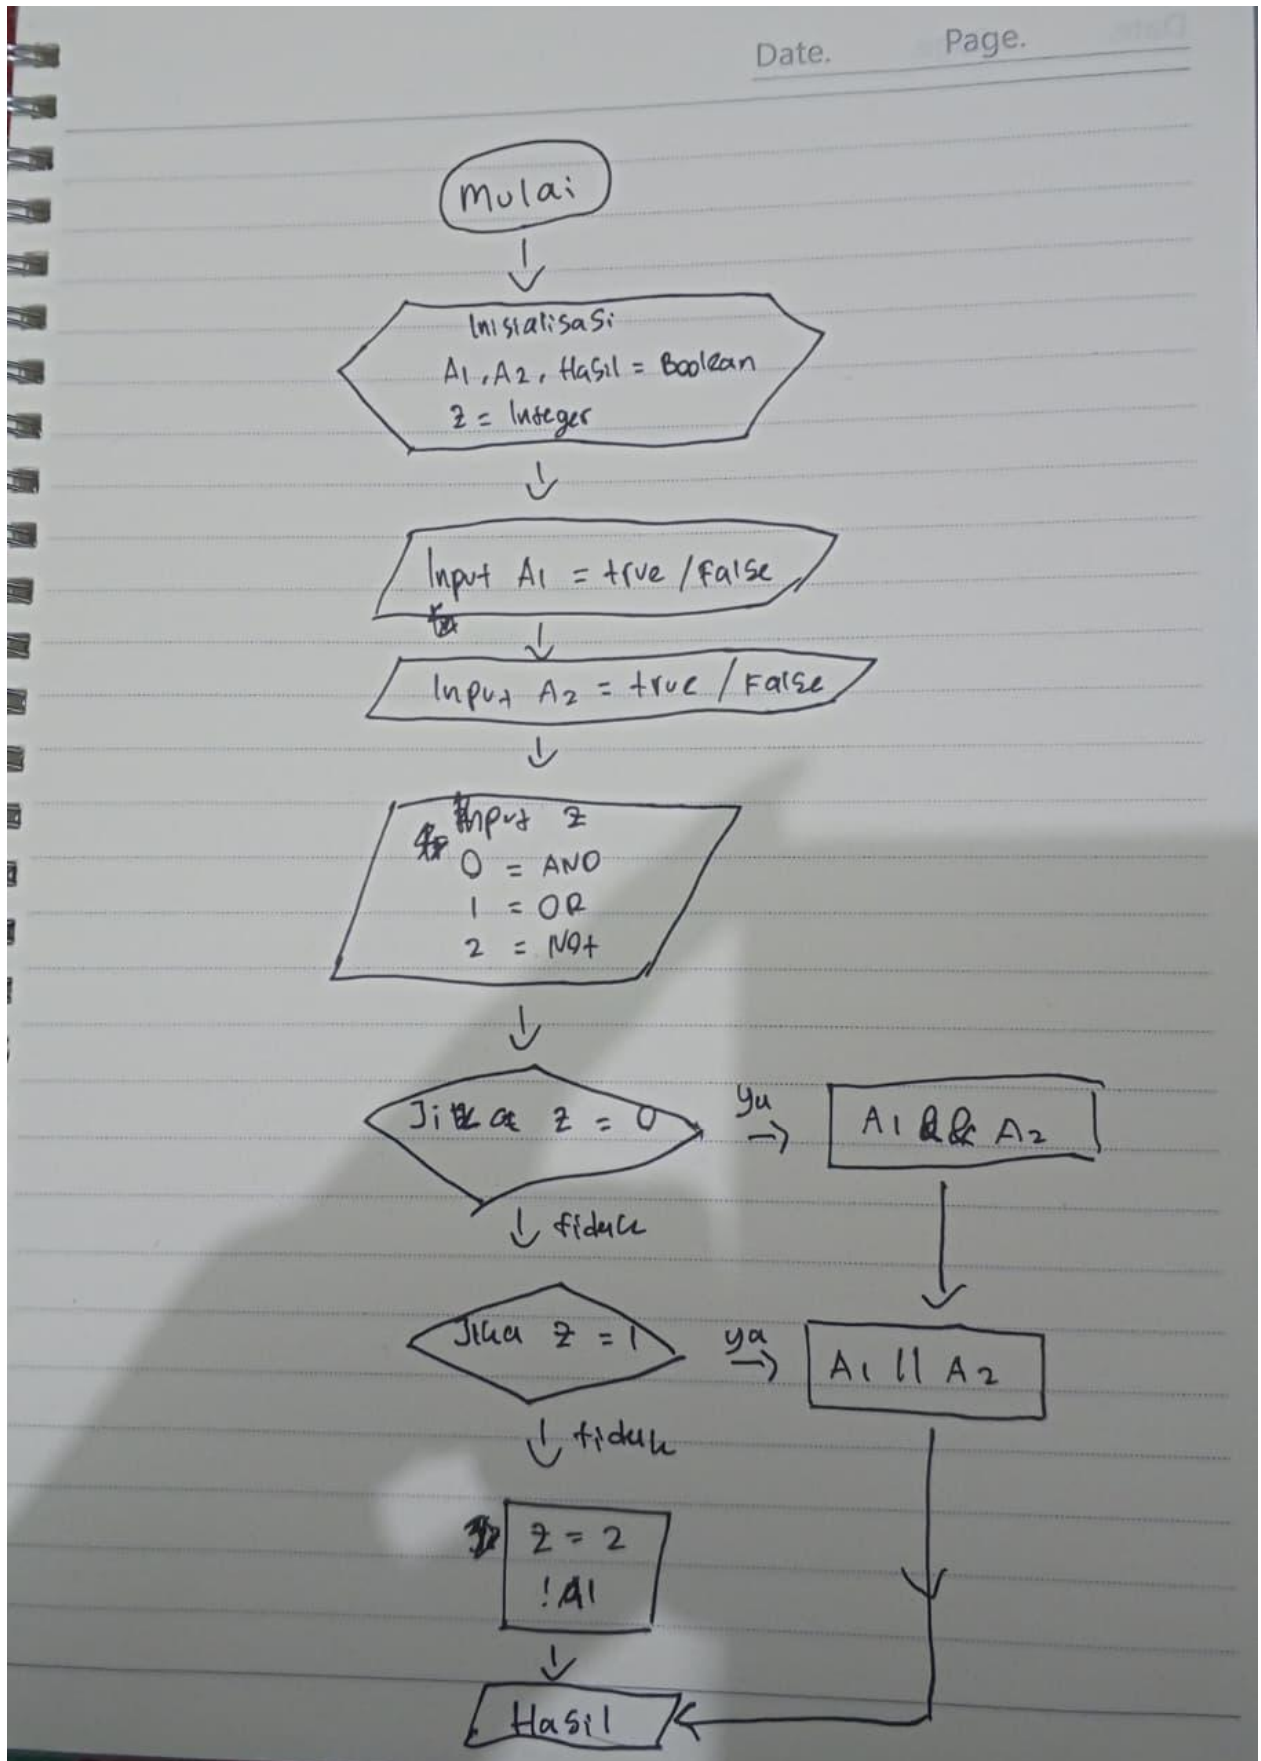 Date. Page.
Mulai
Inisialisasi
A1, A2, Hasil = Boolean
Z = Integer
Input A1 = true / False
Input A2 = true / False
Input Z
0 = AND
1 = OR
2 = NOt
Jika Z = 0
ya
A1 && A2
tidak
Jika Z = 1
ya
A1 || A2
tidak
Z = 2
!A1
Hasil